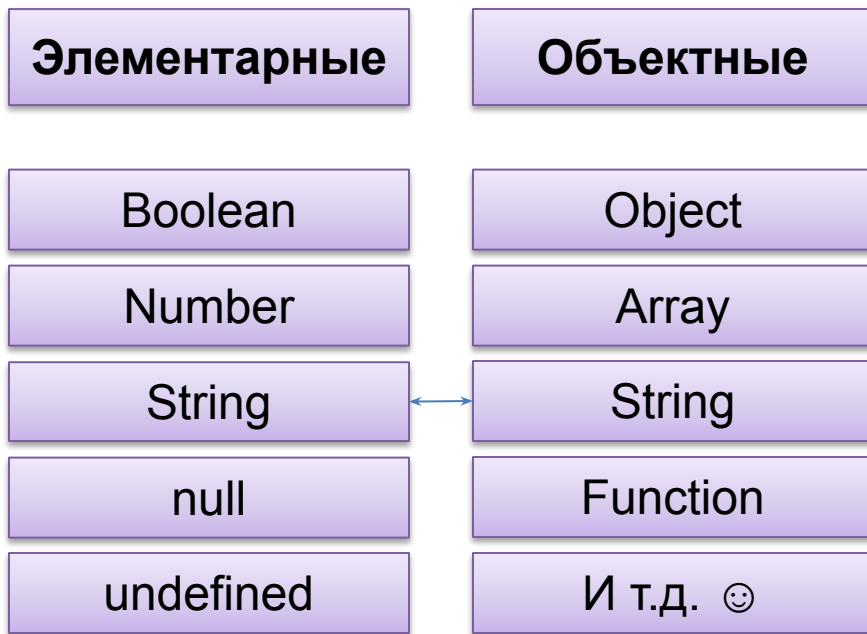 Элементарные
Объектные
Boolean
Object
Number
Array
String
String
null
Function
undefined
И т.д. ☺